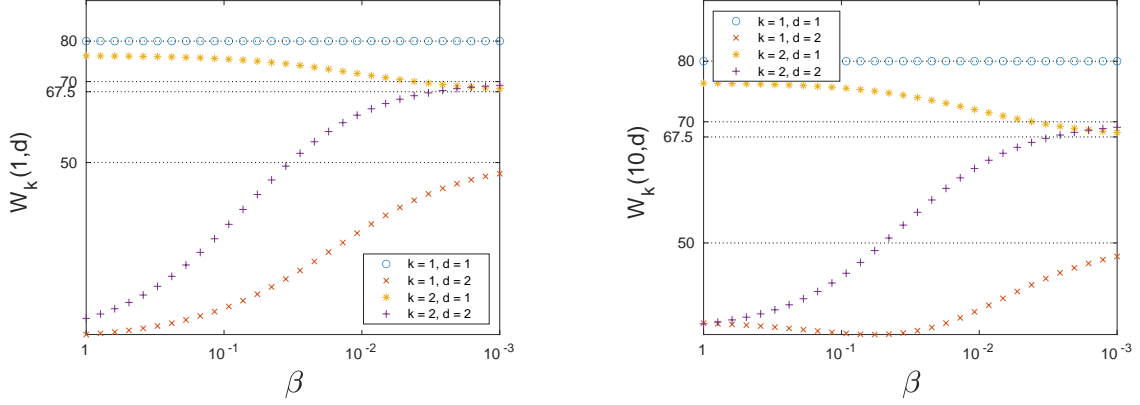 80
70
67.5
50
W_k(1,d)
k = 1, d = 1
k = 1, d = 2
k = 2, d = 1
k = 2, d = 2
1
10^-1
10^-2
10^-3
β
k = 1, d = 1
k = 1, d = 2
k = 2, d = 1
k = 2, d = 2
80
70
67.5
50
W_k(10,d)
1
10^-1
10^-2
10^-3
β